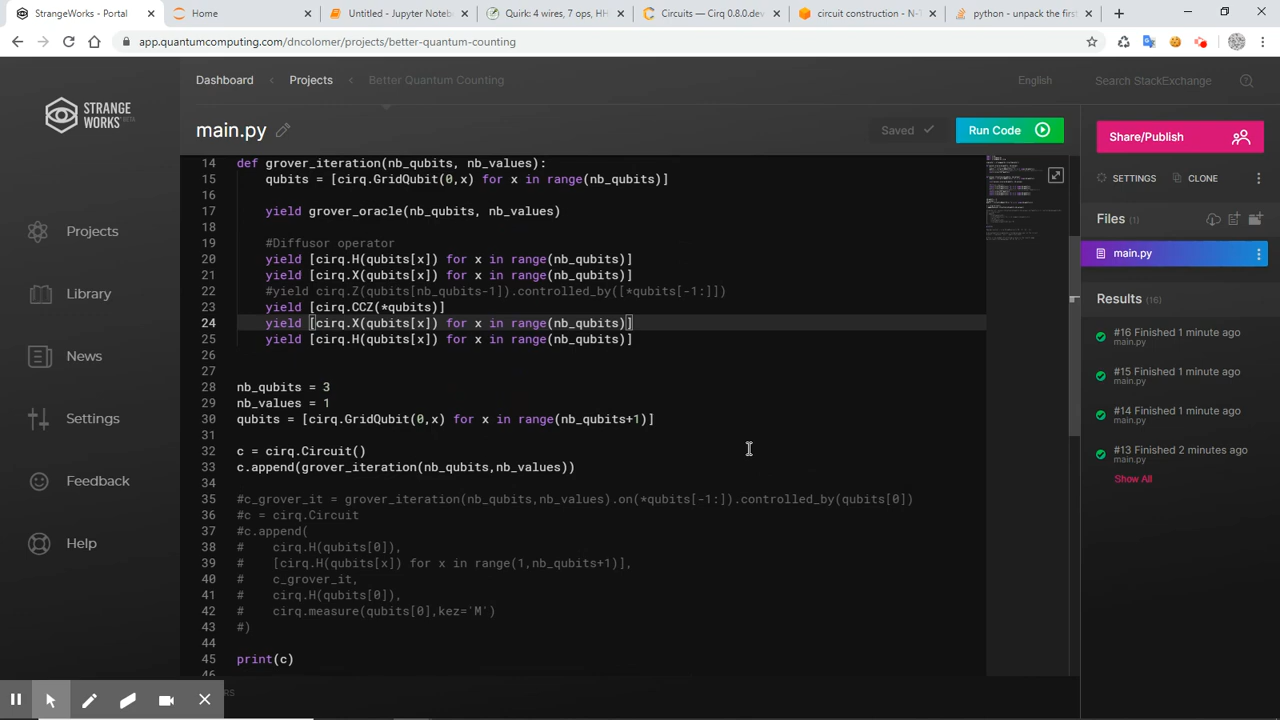 StrangeWorks - Portal
Home
Untitled - Jupyter Noteb
Quirk: 4 wires, 7 ops, HH
Circuits — Cirq 0.8.0.dev
circuit construction - N-T
python - unpack the first
app.quantumcomputing.com/dncolomer/projects/better-quantum-counting
STRANGE
WORKS BETA
Dashboard
Projects
Better Quantum Counting
English
Search StackExchange
main.py
Saved
Run Code
Share/Publish
SETTINGS
CLONE
Projects
Library
News
Settings
Feedback
Help
14 def grover_iteration(nb_qubits, nb_values):
15 qubits = [cirq.GridQubit(0,x) for x in range(nb_qubits)]
16
17 yield grover_oracle(nb_qubits, nb_values)
18
19 #Diffusor operator
20 yield [cirq.H(qubits[x]) for x in range(nb_qubits)]
21 yield [cirq.X(qubits[x]) for x in range(nb_qubits)]
22 #yield cirq.Z(qubits[nb_qubits-1]).controlled_by([*qubits[-1:]])
23 yield [cirq.CCZ(*qubits)]
24 yield [cirq.X(qubits[x]) for x in range(nb_qubits)]
25 yield [cirq.H(qubits[x]) for x in range(nb_qubits)]
26
27
28 nb_qubits = 3
29 nb_values = 1
30 qubits = [cirq.GridQubit(0,x) for x in range(nb_qubits+1)]
31
32 c = cirq.Circuit()
33 c.append(grover_iteration(nb_qubits,nb_values))
34
35 #c_grover_it = grover_iteration(nb_qubits,nb_values).on(*qubits[-1:]).controlled_by(qubits[0])
36 #c = cirq.Circuit
37 #c.append(
38 # cirq.H(qubits[0]),
39 # [cirq.H(qubits[x]) for x in range(1,nb_qubits+1)],
40 # c_grover_it,
41 # cirq.H(qubits[0]),
42 # cirq.measure(qubits[0],kez='M')
43 #)
44
45 print(c)
Files (1)
main.py
Results (16)
#16 Finished 1 minute ago
main.py
#15 Finished 1 minute ago
main.py
#14 Finished 1 minute ago
main.py
#13 Finished 2 minutes ago
main.py
Show All